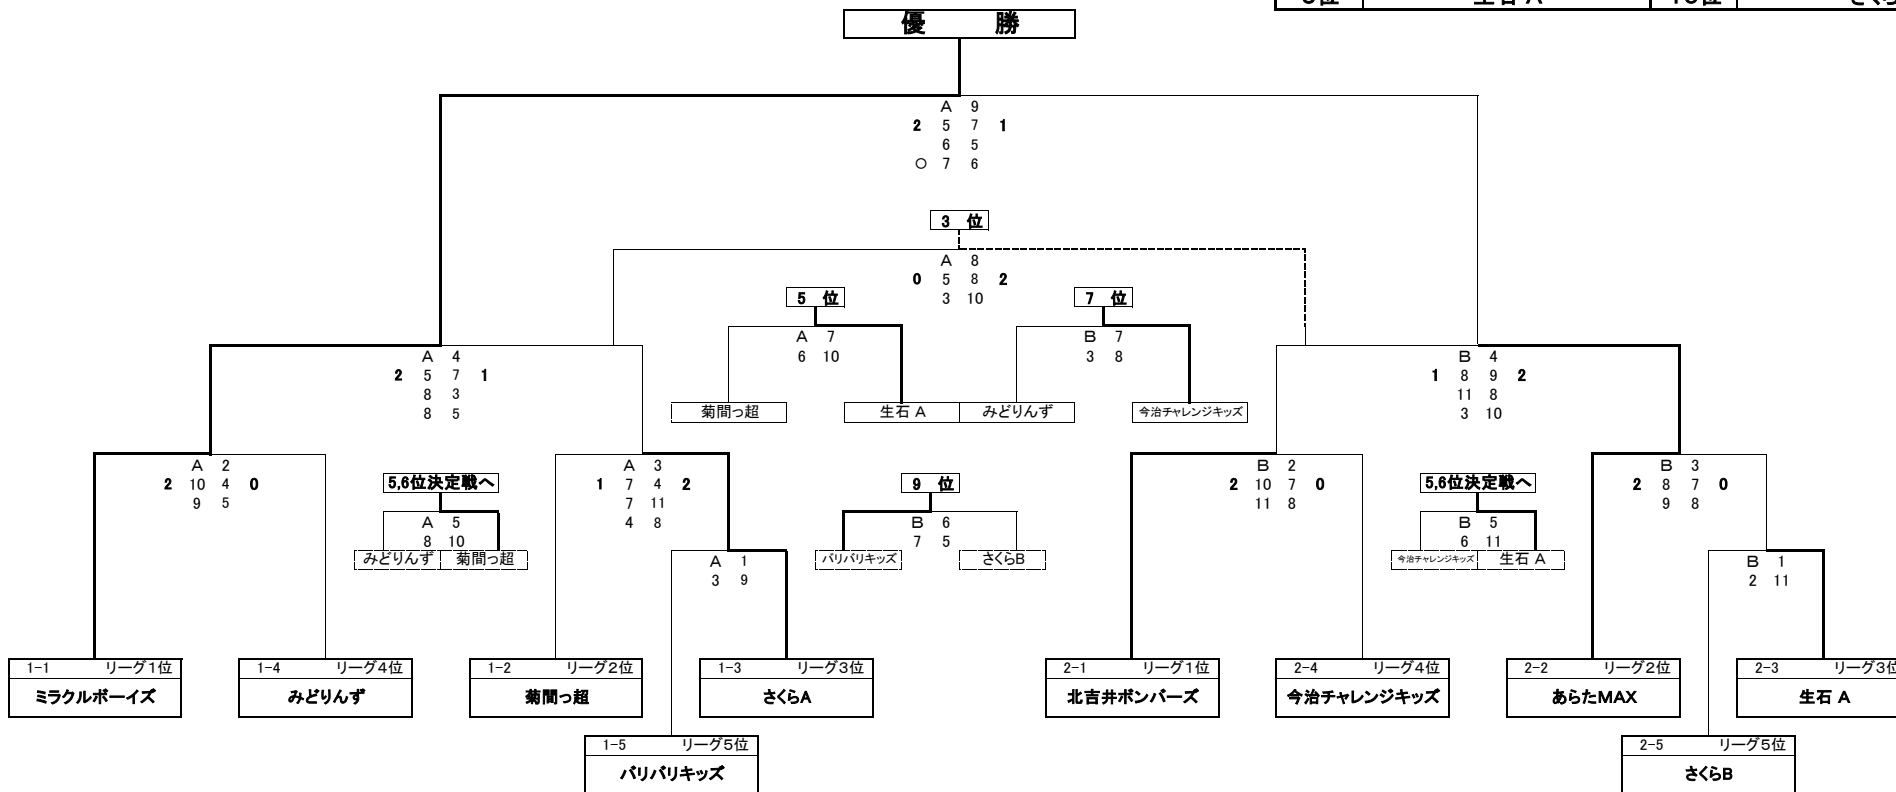 5位 生石 A 10位 さくら
優 勝
A 9
2 5 7 1
6 5
○ 7 6
3 位
A 8
0 5 8 2
3 10
5 位 7 位
A 7 B 7
6 10 3 8
A 4 B 4
2 5 7 1 1 8 9 2
8 3 11 8
8 5 3 10
菊間っ超 生石 A みどりんず 今治チャレンジキッズ
A 2 A 3 B 2 B 3
2 10 4 0 5,6位決定戦へ 1 7 4 2 9 位 2 10 7 0 5,6位決定戦へ 2 8 7 0
9 5 7 11 11 8 9 8
A 5 4 8 B 6 B 5
8 10 7 5 6 11
みどりんず 菊間っ超 バリバリキッズ さくらB 今治チャレンジキッズ 生石 A
A 1 B 1
3 9 2 11
1-1 リーグ1位 1-4 リーグ4位 1-2 リーグ2位 1-3 リーグ3位 2-1 リーグ1位 2-4 リーグ4位 2-2 リーグ2位 2-3 リーグ3位
ミラクルボーイズ みどりんず 菊間っ超 さくらA 北吉井ボンバーズ 今治チャレンジキッズ あらたMAX 生石 A
1-5 リーグ5位 2-5 リーグ5位
バリバリキッズ さくらB